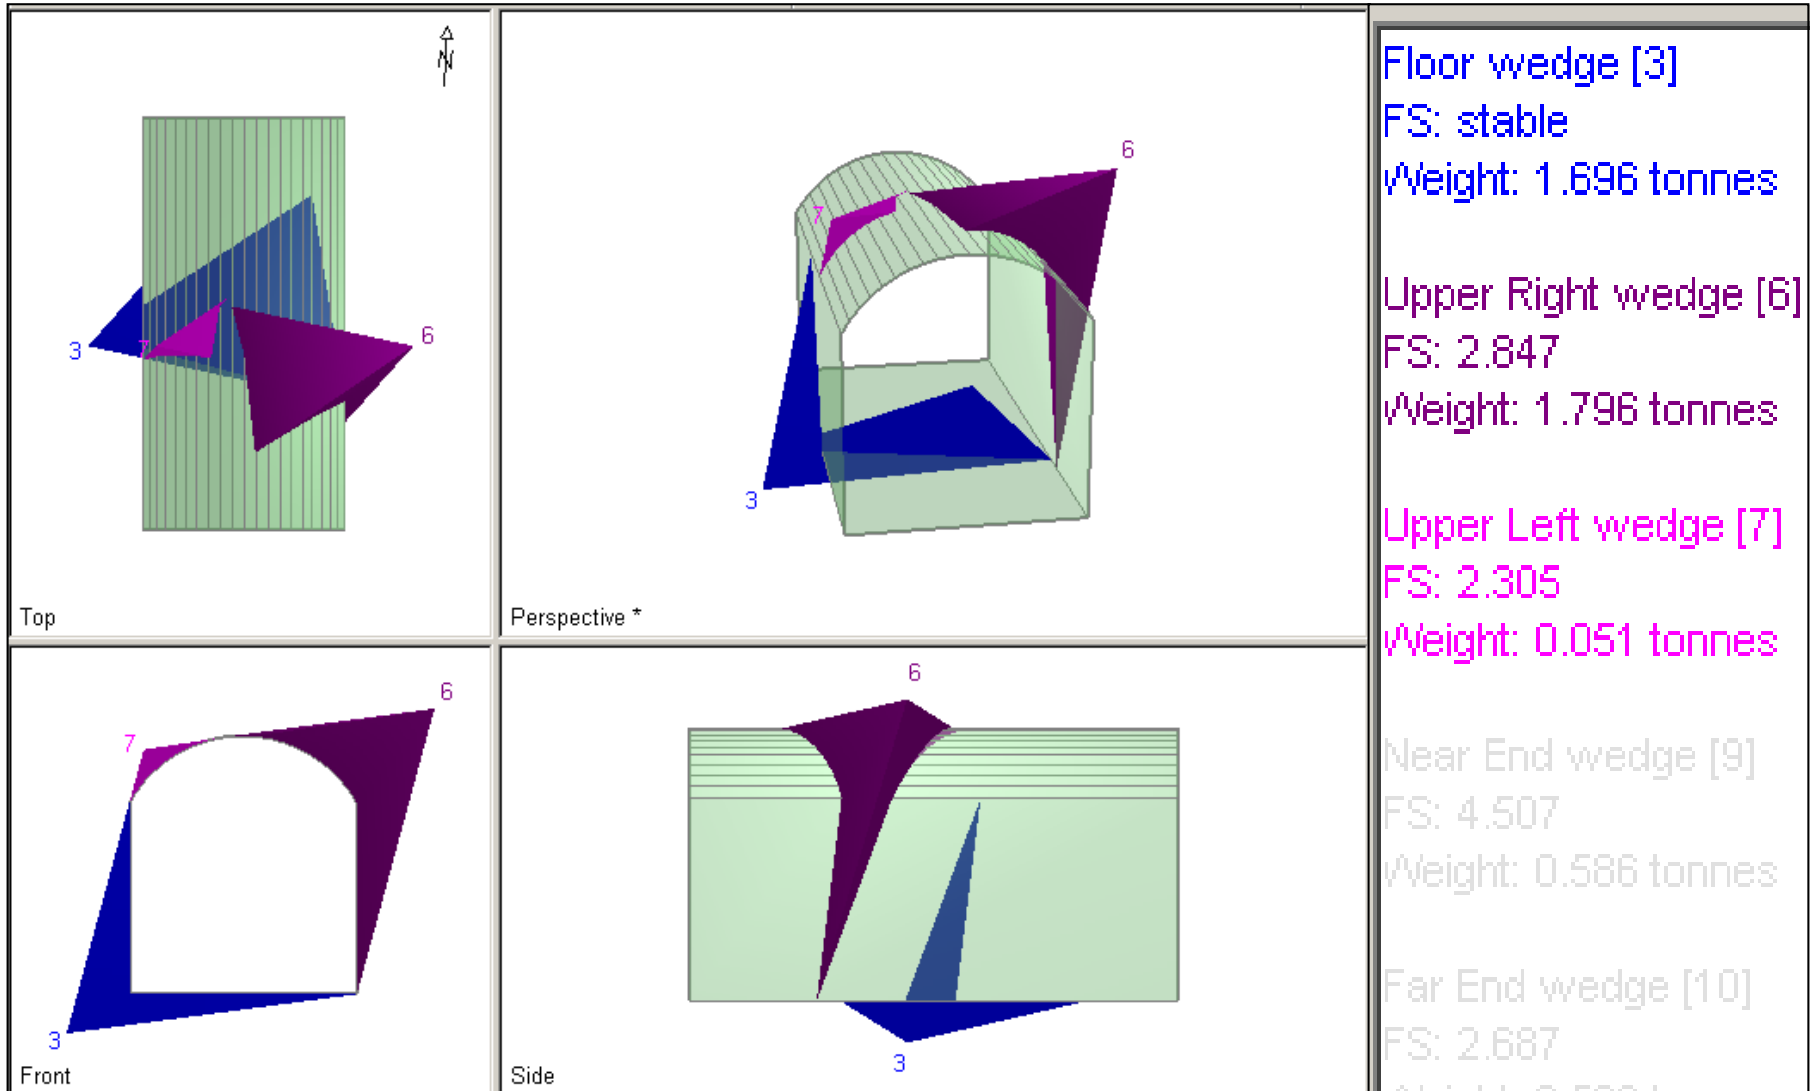 N
3
7
6
Top
7
6
3
Perspective *
7
6
3
Front
6
3
Side
Floor wedge [3]
FS: stable
Weight: 1.696 tonnes
Upper Right wedge [6]
FS: 2.847
Weight: 1.796 tonnes
Upper Left wedge [7]
FS: 2.305
Weight: 0.051 tonnes
Near End wedge [9]
FS: 4.507
Weight: 0.586 tonnes
Far End wedge [10]
FS: 2.687